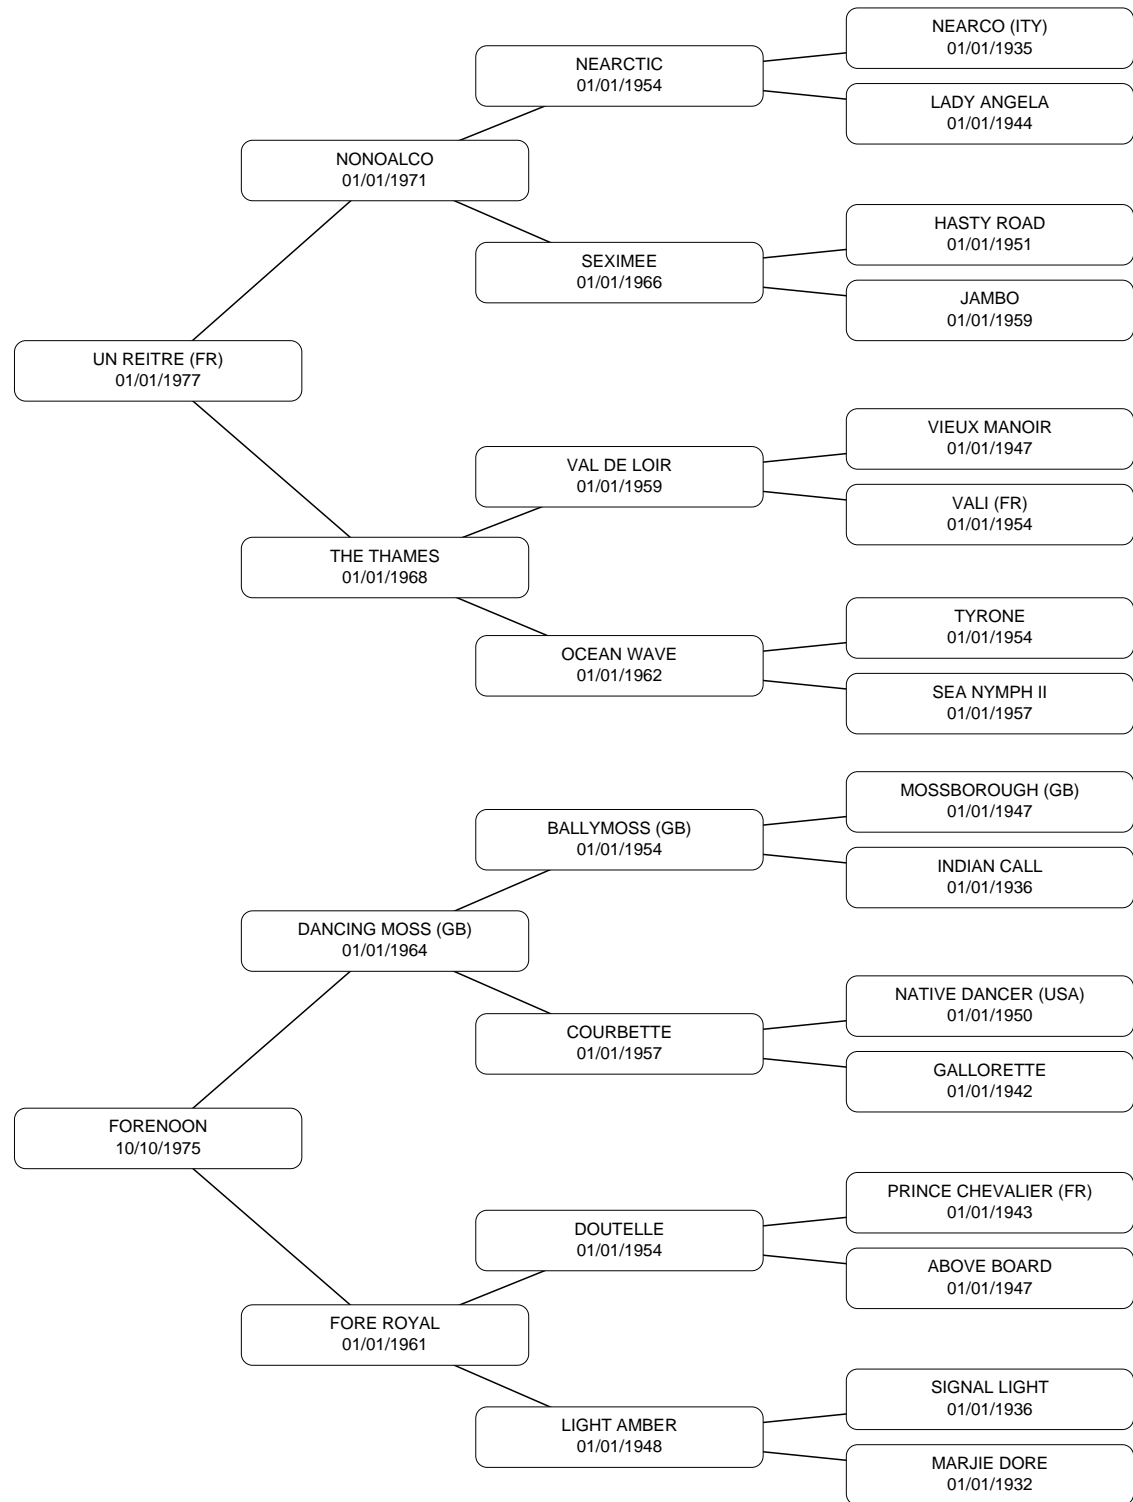 NEARCO (ITY)
01/01/1935
NEARCTIC
01/01/1954
LADY ANGELA
01/01/1944
NONOALCO
01/01/1971
HASTY ROAD
01/01/1951
SEXIMEE
01/01/1966
JAMBO
01/01/1959
UN REITRE (FR)
01/01/1977
VIEUX MANOIR
01/01/1947
VAL DE LOIR
01/01/1959
VALI (FR)
01/01/1954
THE THAMES
01/01/1968
TYRONE
01/01/1954
OCEAN WAVE
01/01/1962
SEA NYMPH II
01/01/1957
MOSSBOROUGH (GB)
01/01/1947
BALLYMOSS (GB)
01/01/1954
INDIAN CALL
01/01/1936
DANCING MOSS (GB)
01/01/1964
NATIVE DANCER (USA)
01/01/1950
COURBETTE
01/01/1957
GALLORETTE
01/01/1942
FORENOON
10/10/1975
PRINCE CHEVALIER (FR)
01/01/1943
DOUTELLE
01/01/1954
ABOVE BOARD
01/01/1947
FORE ROYAL
01/01/1961
SIGNAL LIGHT
01/01/1936
LIGHT AMBER
01/01/1948
MARJIE DORE
01/01/1932